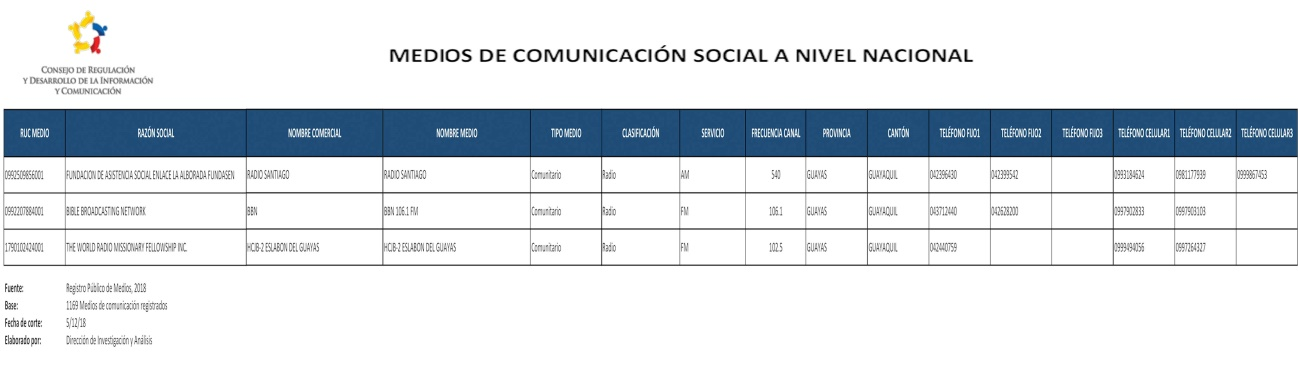 CONSEJO DE REGULACIÓN
Y DESARROLLO DE LA INFORMACIÓN
Y COMUNICACIÓN
MEDIOS DE COMUNICACIÓN SOCIAL A NIVEL NACIONAL
RUC MEDIO RAZÓN SOCIAL NOMBRE COMERCIAL NOMBRE MEDIO TIPO MEDIO CLASIFICACIÓN SERVICIO FRECUENCIA CANAL PROVINCIA CANTÓN TELÉFONO FIJO1 TELÉFONO FIJO2 TELÉFONO FIJO3 TELÉFONO CELULAR1 TELÉFONO CELULAR2 TELÉFONO CELULAR3
0992509856001 FUNDACION DE ASISTENCIA SOCIAL ENLACE LA ALBORADA FUNDASEN RADIO SANTIAGO RADIO SANTIAGO Comunitario Radio AM 540 GUAYAS GUAYAQUIL 042396430 042399542 0993184624 0981177939 0999867453
0992207884001 BIBLE BROADCASTING NETWORK BBN BBN 106.1 FM Comunitario Radio FM 106.1 GUAYAS GUAYAQUIL 043712440 042628200 0997902833 0997903103
1790102424001 THE WORLD RADIO MISSIONARY FELLOWSHIP INC. HCJB-2 ESLABON DEL GUAYAS HCJB-2 ESLABON DEL GUAYAS Comunitario Radio FM 102.5 GUAYAS GUAYAQUIL 042440759 0999494056 0997264327
Fuente: Registro Público de Medios, 2018
Base: 1169 Medios de comunicación registrados
Fecha de corte: 5/12/18
Elaborado por: Dirección de Investigación y Análisis